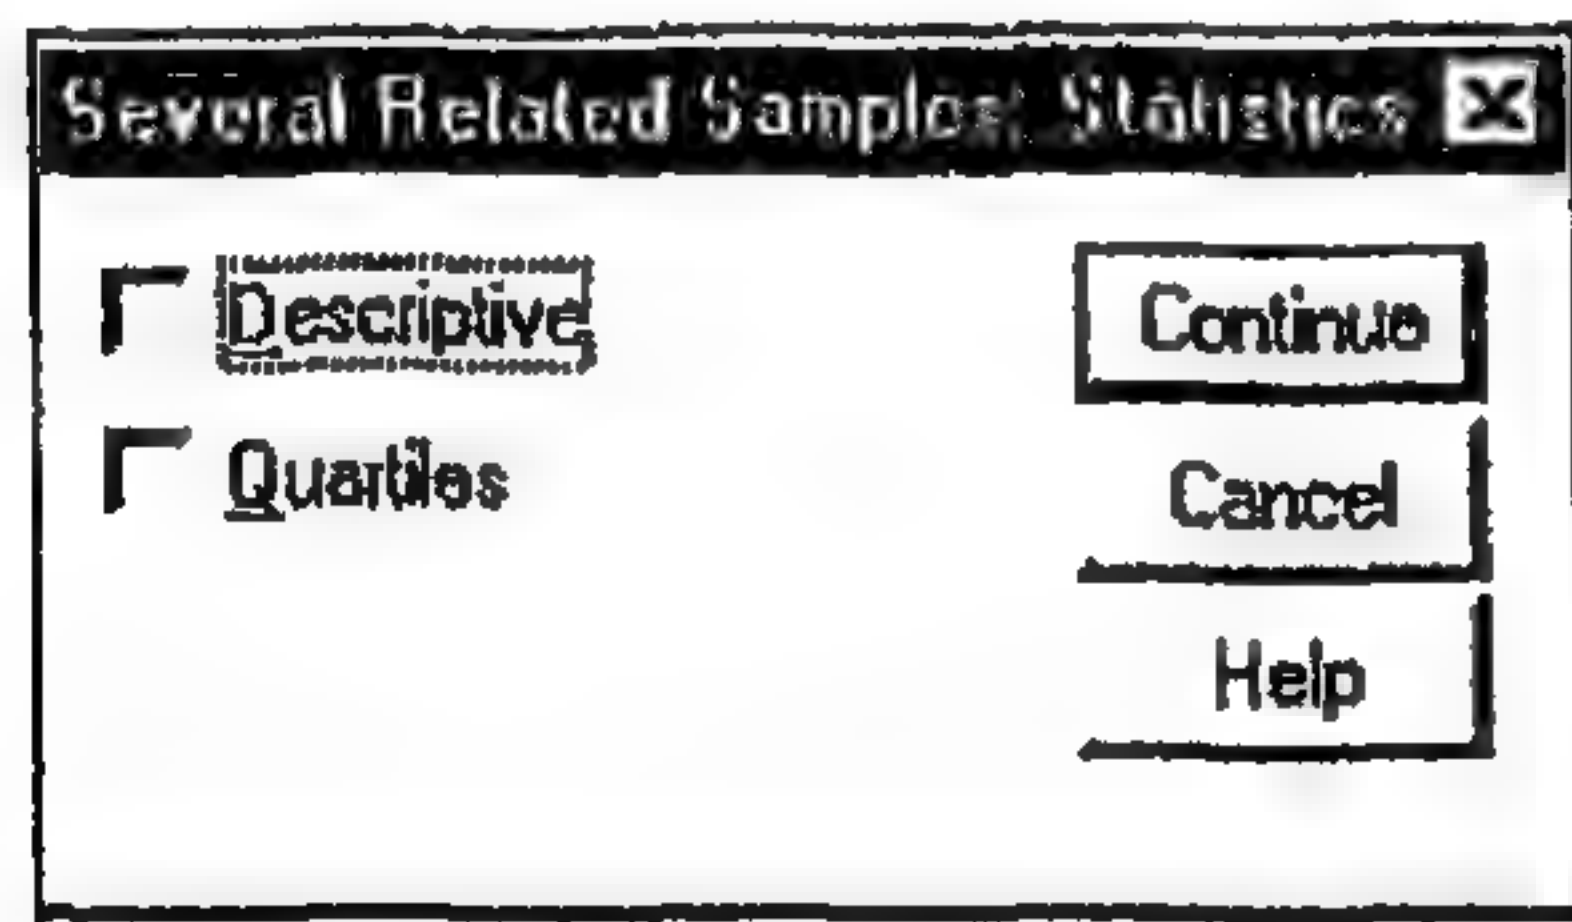 Several Related Samples: Statistics
Descriptive
Quartiles
Continue
Cancel
Help